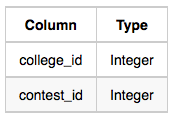 Column Type
college_id Integer
contest_id Integer